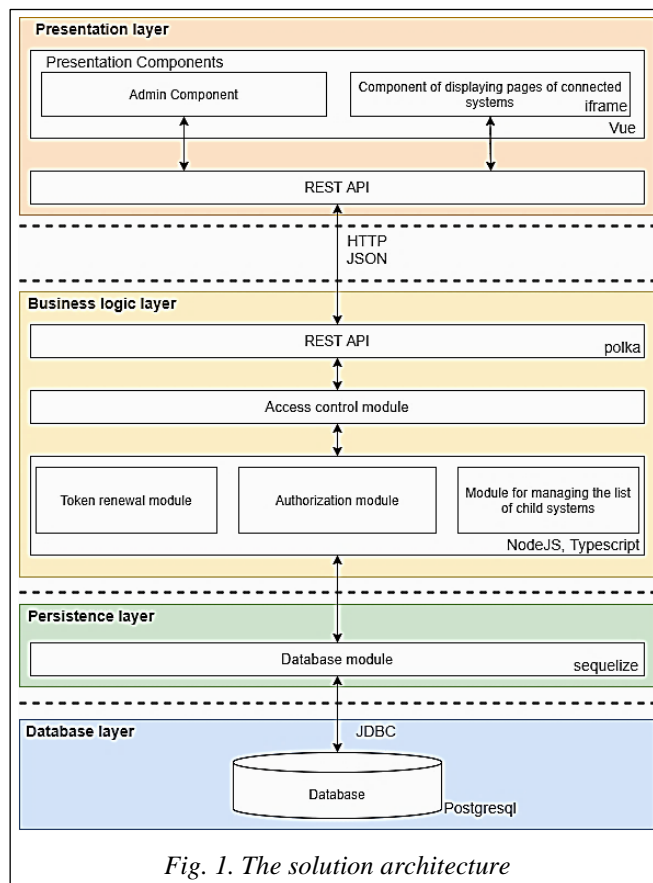 Presentation layer
Presentation Components
Admin Component
Component of displaying pages of connected
systems
iframe
Vue
REST API
HTTP
JSON
Business logic layer
REST API
polka
Access control module
Token renewal module
Authorization module
Module for managing the list
of child systems
NodeJS, Typescript
Persistence layer
Database module
sequelize
Database layer
JDBC
Database
Postgresql
Fig. 1. The solution architecture